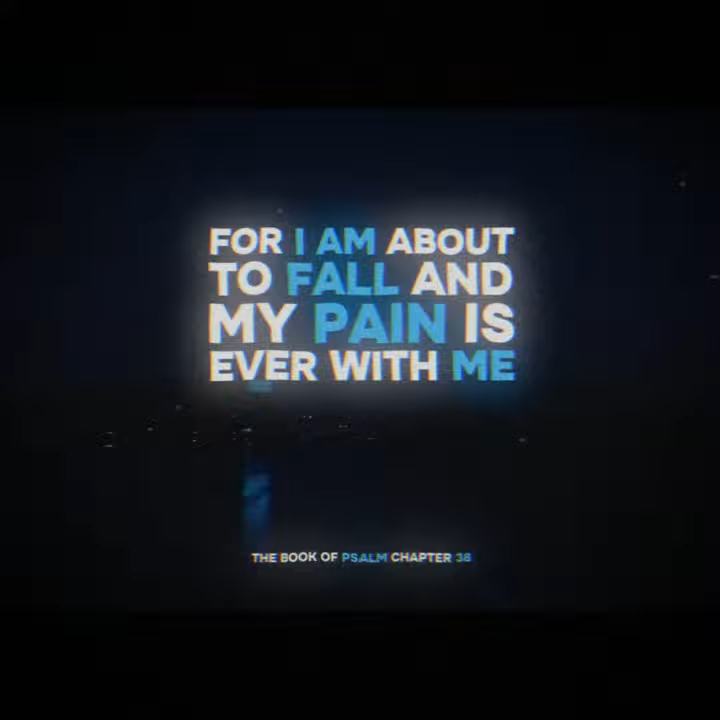 FOR I AM ABOUT
TO FALL AND
MY PAIN IS
EVER WITH ME
THE BOOK OF PSALM CHAPTER 38